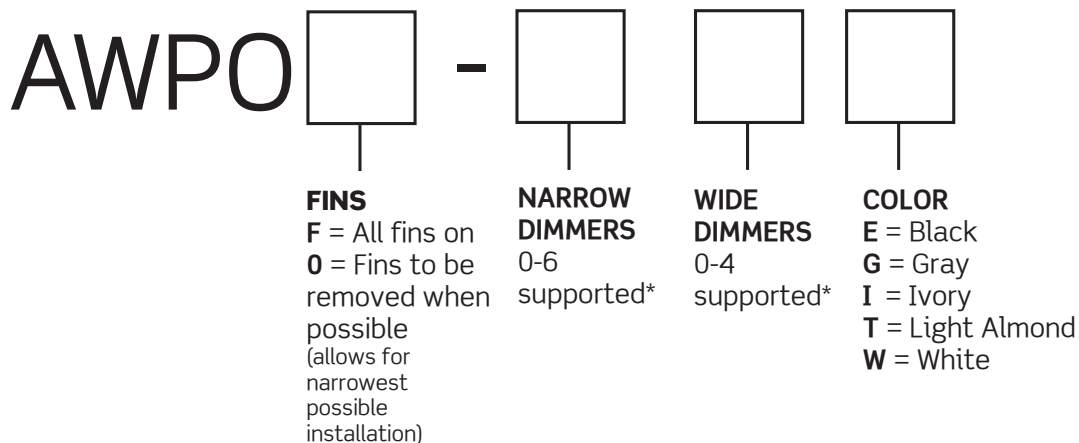 AWPO -
FINS
F = All fins on
0 = Fins to be
removed when
possible
(allows for
narrowest
possible
installation)
NARROW
DIMMERS
0-6
supported*
WIDE
DIMMERS
0-4
supported*
COLOR
E = Black
G = Gray
I = Ivory
T = Light Almond
W = White